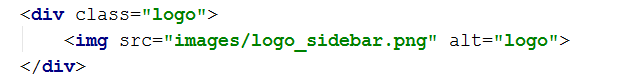 <div class="logo">
    <img src="images/logo_sidebar.png" alt="logo">
</div>